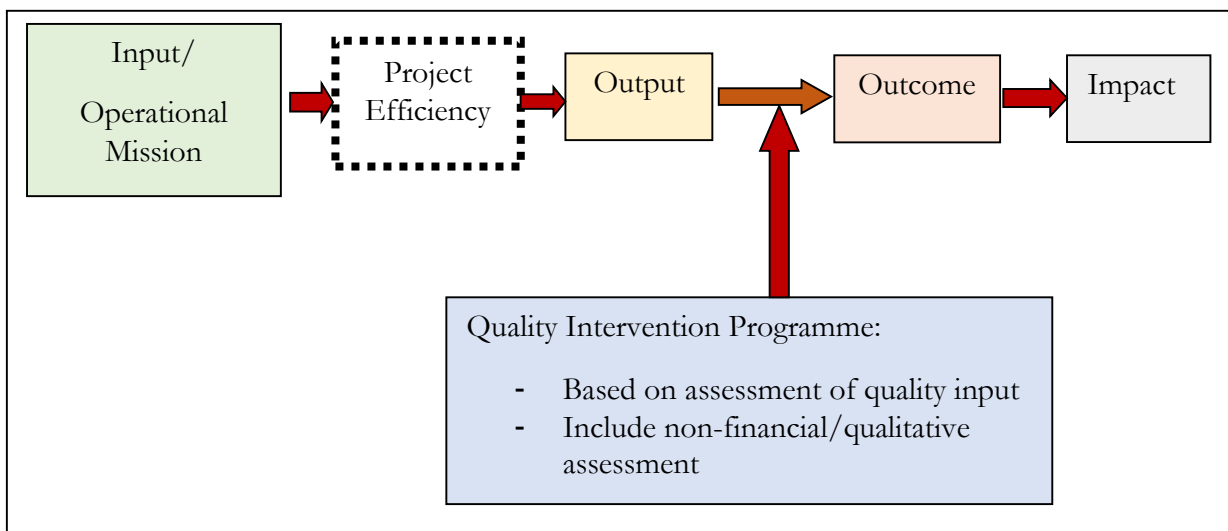 Input/
Operational
Mission
Project
Efficiency
Output
Outcome
Impact
Quality Intervention Programme:
- Based on assessment of quality input
- Include non-financial/qualitative
assessment